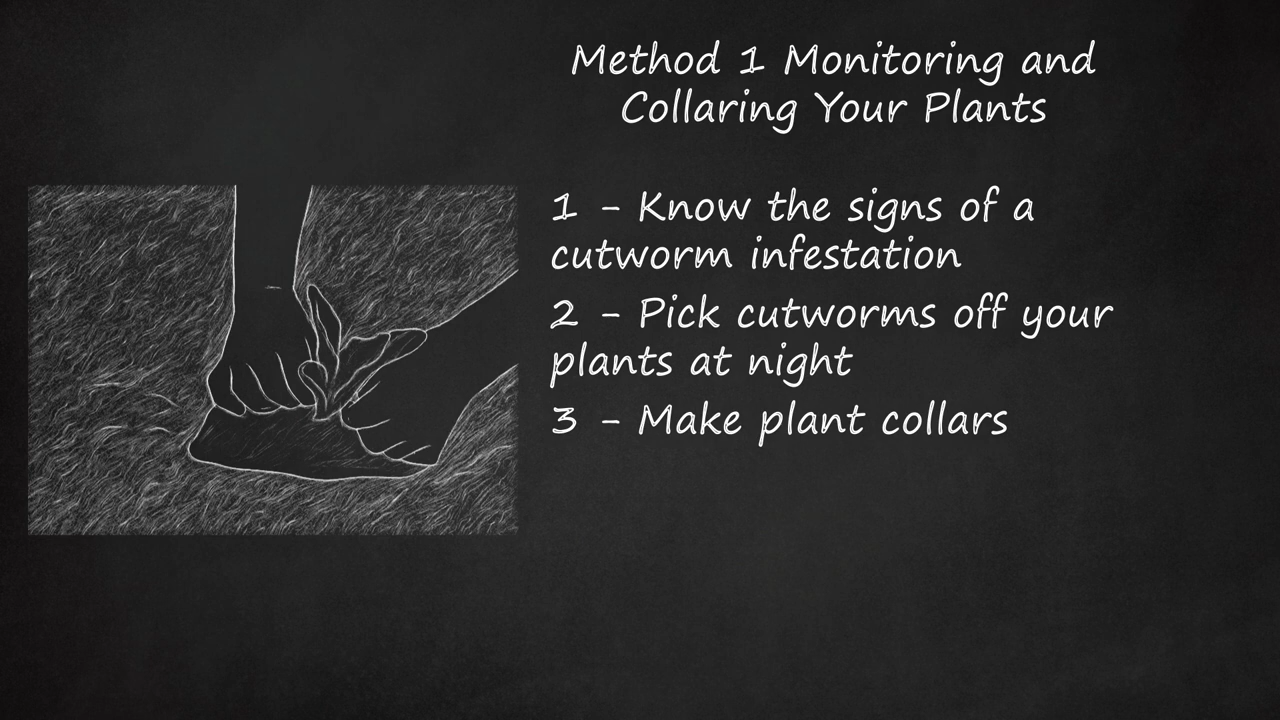 Method 1 Monitoring and
Collaring Your Plants
1 - Know the signs of a
cutworm infestation
2 - Pick cutworms off your
plants at night
3 - Make plant collars